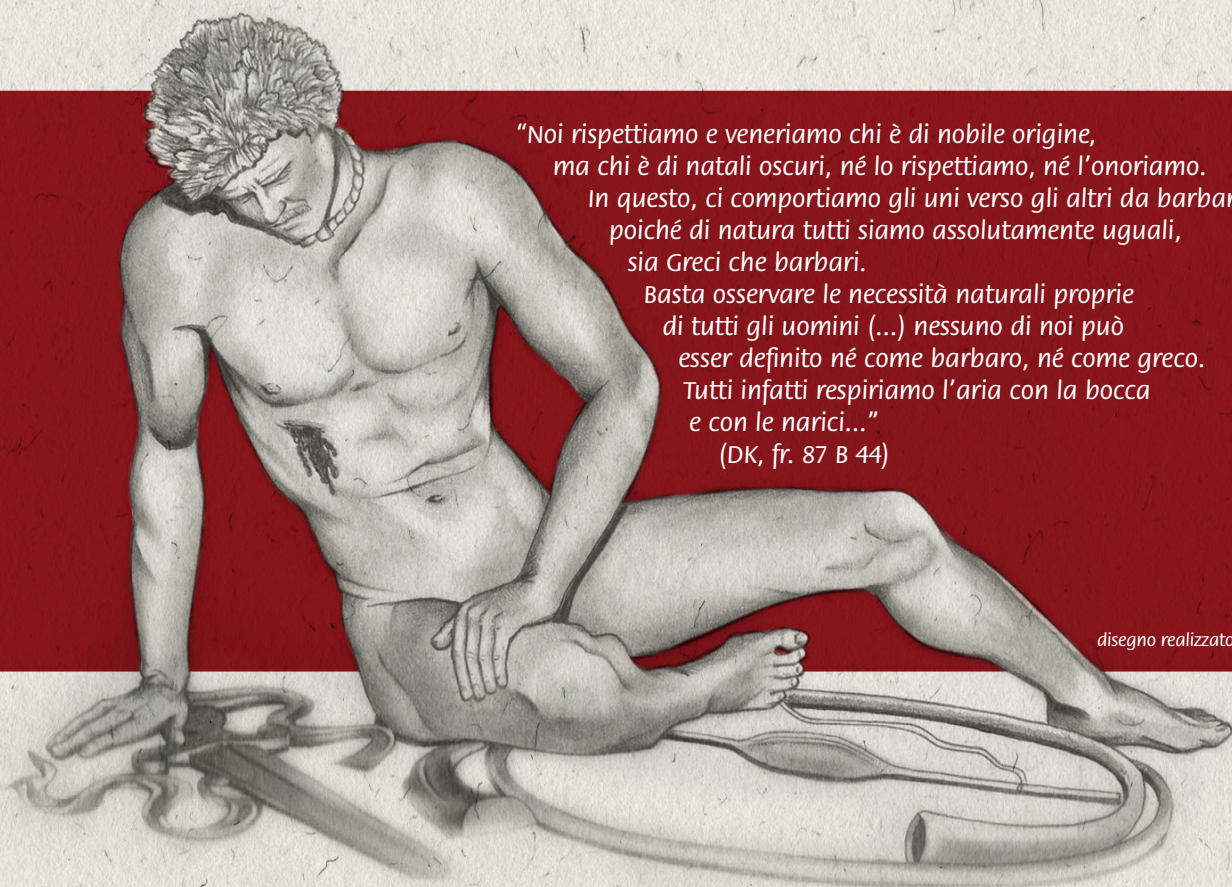 “Noi rispettiamo e veneriamo chi è di nobile origine,
ma chi è di natali oscuri, né lo rispettiamo, né l'onoriamo.
In questo, ci comportiamo gli uni verso gli altri da barbar
poiché di natura tutti siamo assolutamente uguali,
sia Greci che barbari.
Basta osservare le necessità naturali proprie
di tutti gli uomini (...) nessuno di noi può
esser definito né come barbaro, né come greco.
Tutti infatti respiriamo l'aria con la bocca
e con le narici...”
(DK, fr. 87 B 44)
disegno realizzato